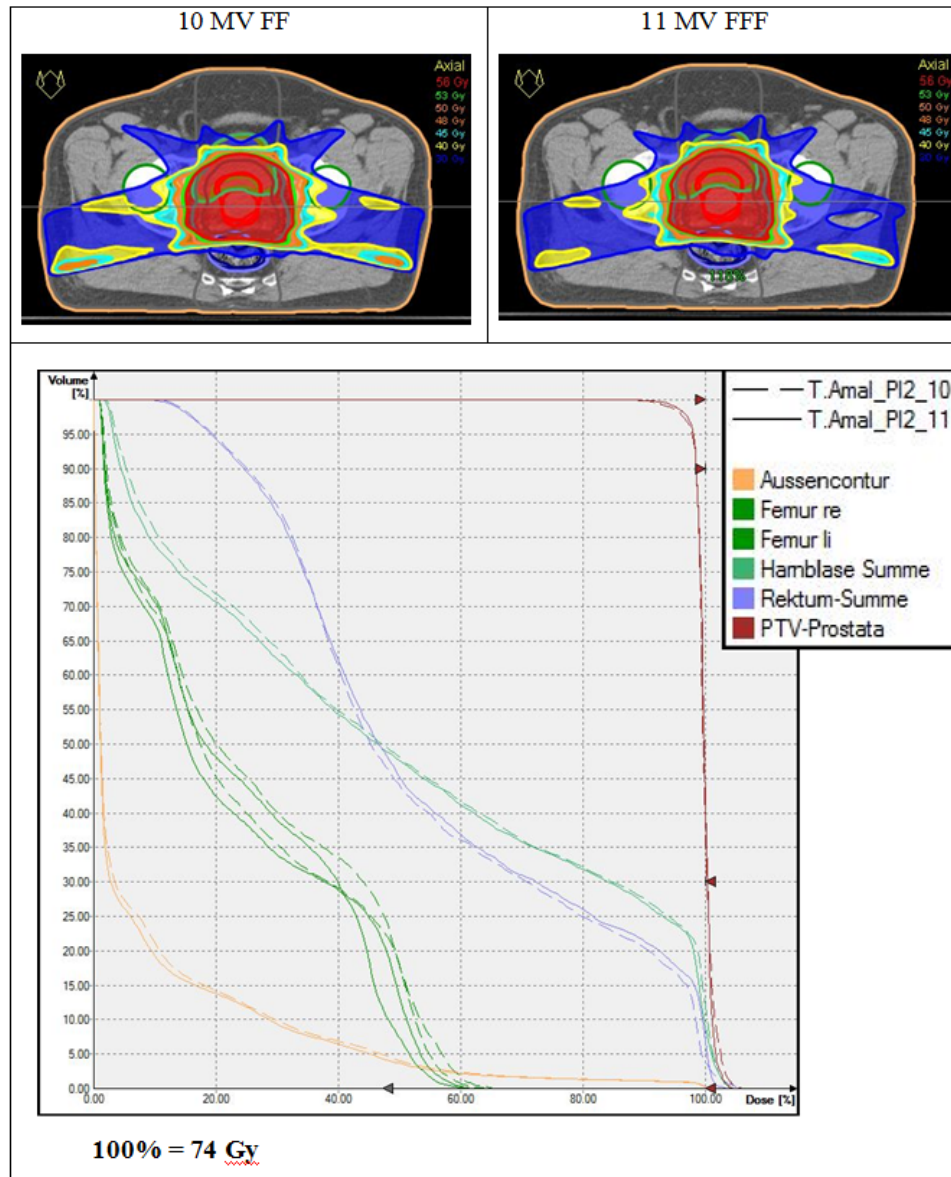 10 MV FF
11 MV FFF
Axial
56 Gy
53 Gy
50 Gy
48 Gy
45 Gy
40 Gy
Axial
56 Gy
53 Gy
50 Gy
48 Gy
45 Gy
40 Gy
Volume
[%]
95.00
90.00
85.00
80.00
75.00
70.00
65.00
60.00
55.00
50.00
45.00
40.00
35.00
30.00
25.00
20.00
15.00
10.00
5.00
0.00
0.00 20.00 40.00 60.00 80.00 100.00 Dose [%]
T.Amal_PI2_10
T.Amal_PI2_11
Aussencontur
Femur re
Femur li
Harnblase Summe
Rektum-Summe
PTV-Prostata
100% = 74 Gy